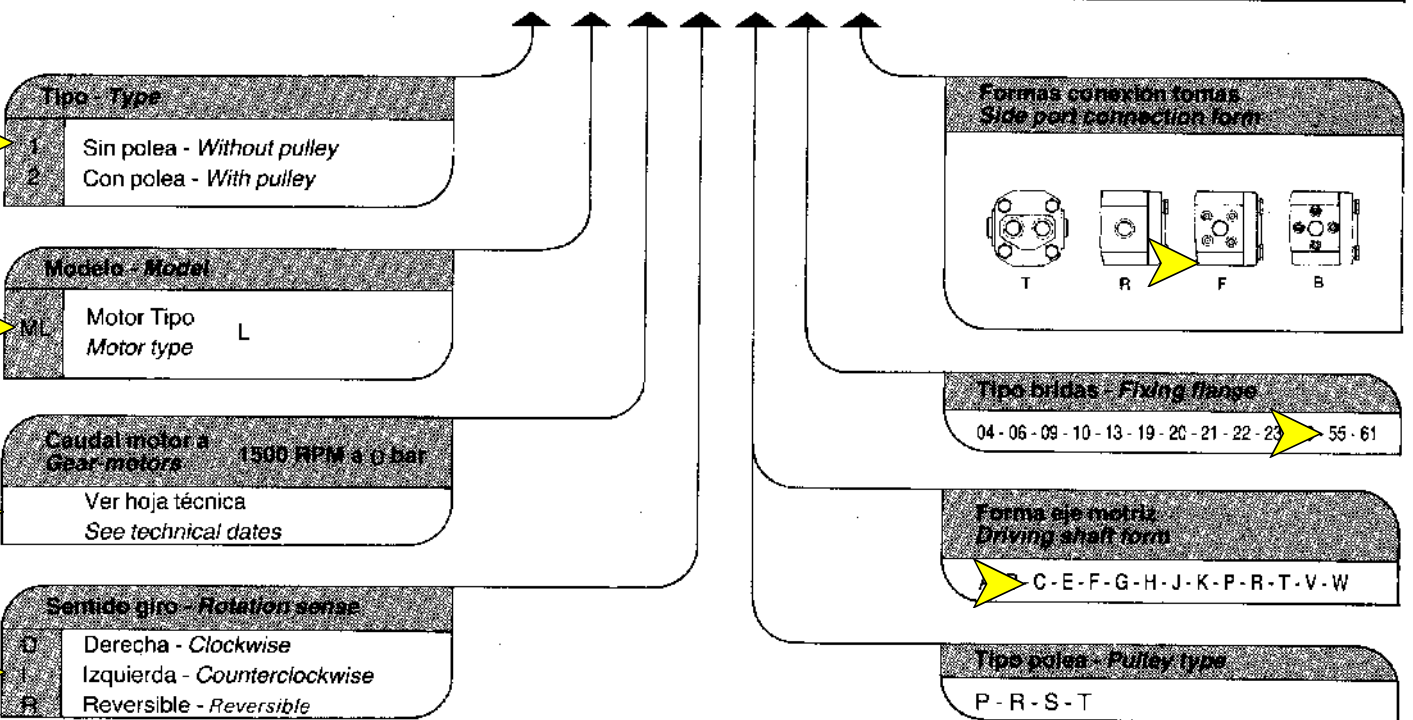 Tipo - Type
1 Sin polea - Without pulley
2 Con polea - With pulley
Modelo - Model
ML Motor Tipo L
Motor type
Caudal motor a 1500 RPM a 0 bar
Gear-motors
Ver hoja técnica
See technical dates
Sentido giro - Rotation sense
D Derecha - Clockwise
I Izquierda - Counterclockwise
R Reversible - Reversible
Formas conexión tomas
Side port connection form
T R F B
Tipo bridas - Fixing flange
04 - 06 - 09 - 10 - 13 - 19 - 20 - 21 - 22 - 23 - 55 - 61
Forma eje motriz
Driving shaft form
C - E - F - G - H - J - K - P - R - T - V - W
Tipo polea - Pulley type
P - R - S - T